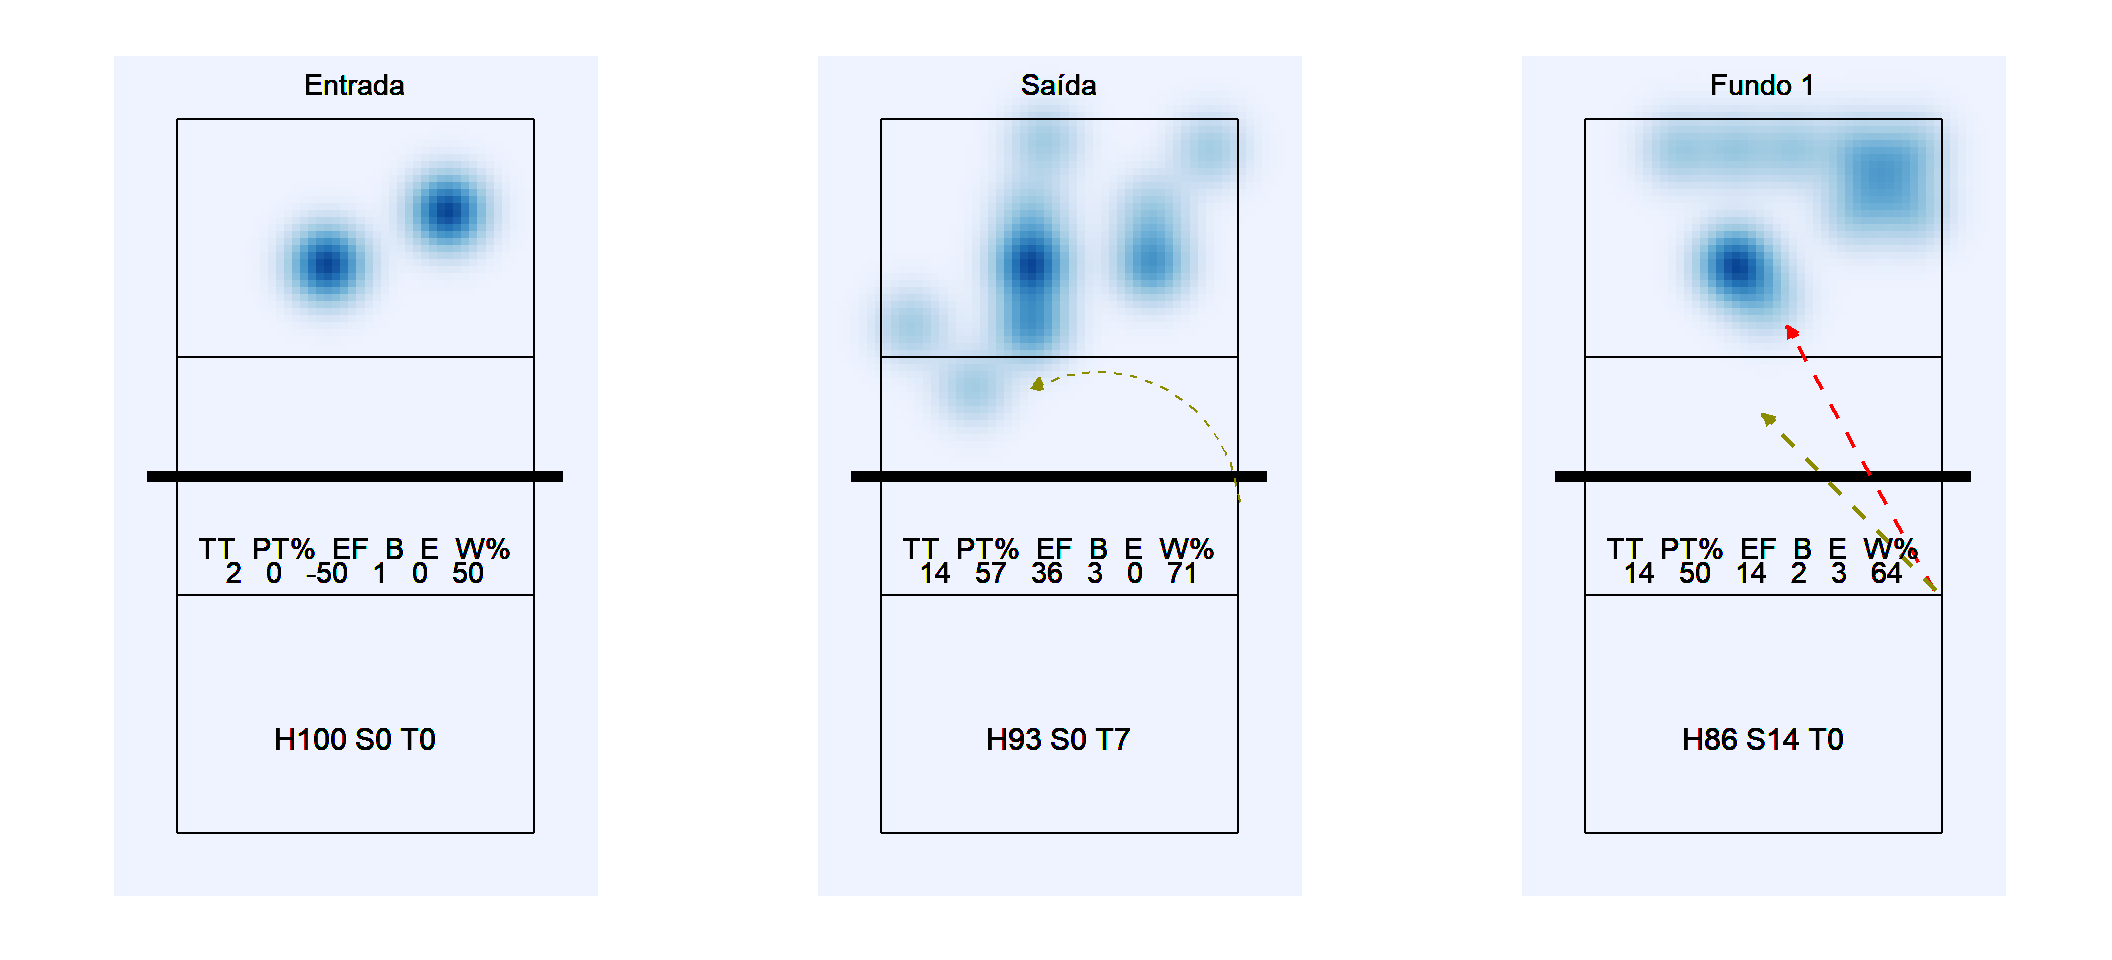 Entrada
TT PT% EF B E W%
2 0 -50 1 0 50
H100 S0 T0
Saída
TT PT% EF B E W%
14 57 36 3 0 71
H93 S0 T7
Fundo 1
TT PT% EF B E W%
14 50 14 2 3 64
H86 S14 T0